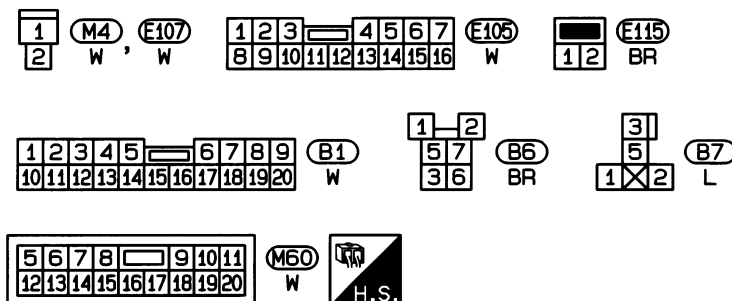 1 M4 , E107 1 2 3 4 5 6 7 E105 E115
2 W W 8 9 10 11 12 13 14 15 16 W 1 2 BR
1 2 3 4 5 6 7 8 9 B1 1 2 B6 3 B7
10 11 12 13 14 15 16 17 18 19 20 W 5 7 BR 5 L
3 6 1 2
5 6 7 8 9 10 11 M60
12 13 14 15 16 17 18 19 20 W H.S.